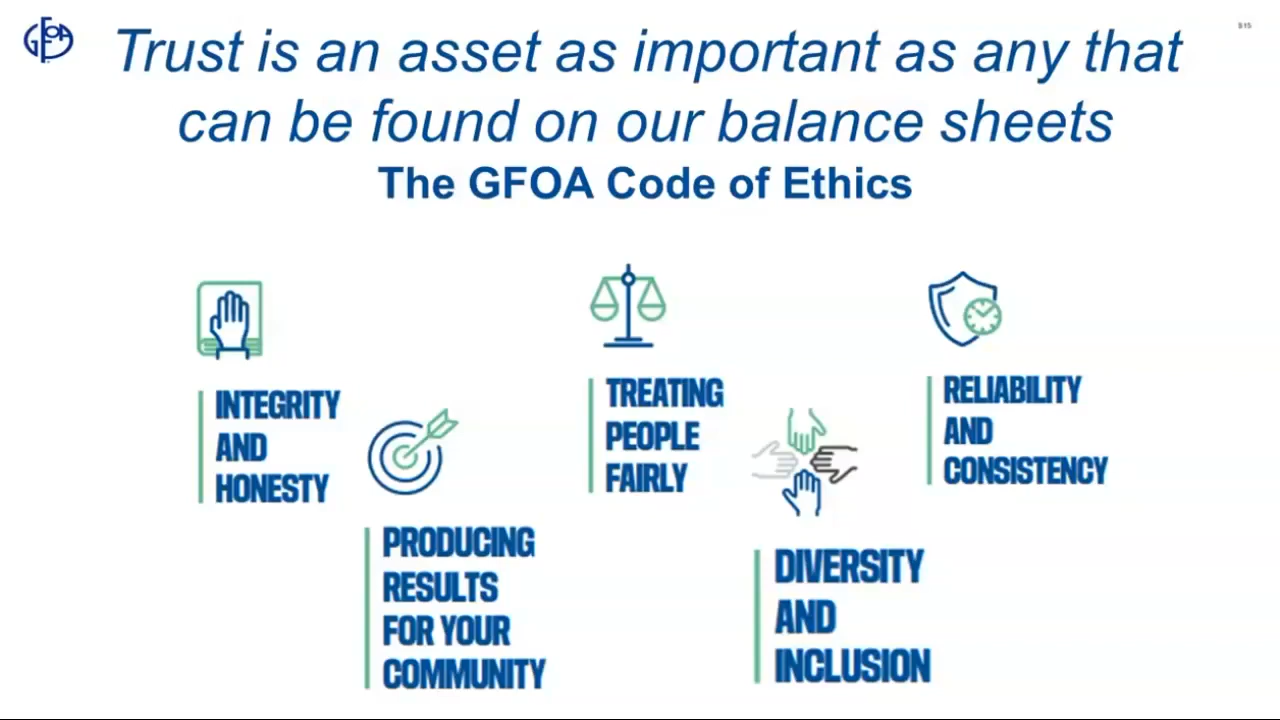 GFOA
Trust is an asset as important as any that
can be found on our balance sheets
The GFOA Code of Ethics
INTEGRITY
AND
HONESTY
PRODUCING
RESULTS
FOR YOUR
COMMUNITY
TREATING
PEOPLE
FAIRLY
DIVERSITY
AND
INCLUSION
RELIABILITY
AND
CONSISTENCY